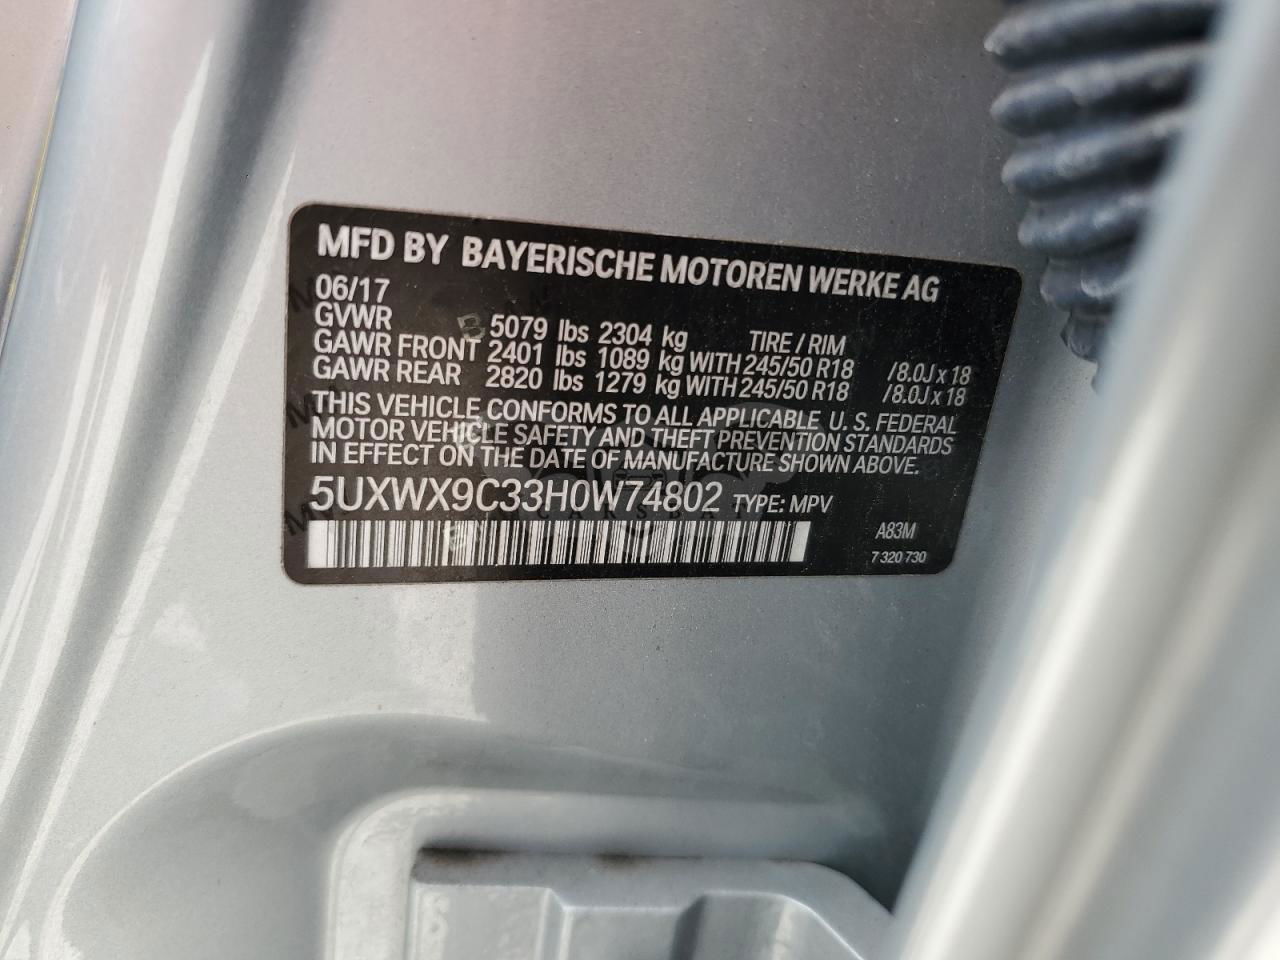 MFD BY BAYERISCHE MOTOREN WERKE AG
06/17
GVWR 5079 lbs 2304 kg TIRE / RIM
GAWR FRONT 2401 lbs 1089 kg WITH 245/50 R18 /8.0J x 18
GAWR REAR 2820 lbs 1279 kg WITH 245/50 R18 /8.0J x 18
THIS VEHICLE CONFORMS TO ALL APPLICABLE U. S. FEDERAL
MOTOR VEHICLE SAFETY AND THEFT PREVENTION STANDARDS
IN EFFECT ON THE DATE OF MANUFACTURE SHOWN ABOVE.
5UXWX9C33H0W74802 TYPE: MPV
A83M
7 320 730